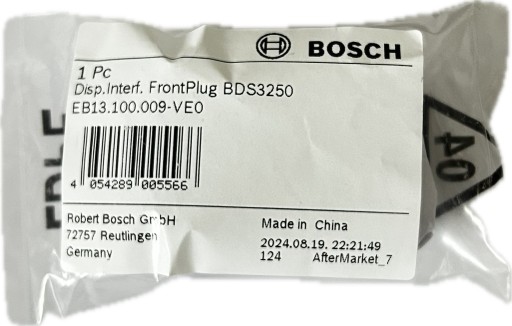 BOSCH
1 Pc
Disp.Interf. FrontPlug BDS3250
EB13.100.009-VE0
4 054289 005566
Robert Bosch GmbH
72757 Reutlingen
Germany
Made in China
2024.08.19. 22:21:49
124 AfterMarket_7
40